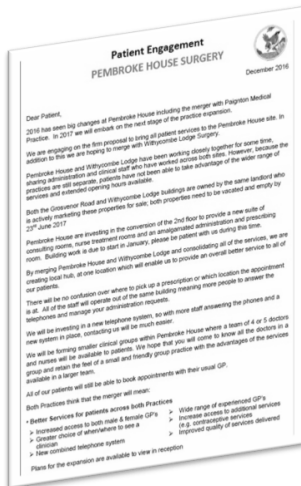 Patient Engagement
PEMBROKE HOUSE SURGERY
December 2016
Dear Patient,
2016 has seen big changes at Pembroke House including the merger with Paignton Medical
Practice. In 2017 we will embark on the next stage of the practice expansion.
We are engaging on the firm proposal to bring all patient services to the Pembroke House site. In
addition to this we are hoping to merge with Withycombe Lodge Surgery.
Pembroke House and Withycombe Lodge have been working closely together for some time,
sharing administration and clinical staff who have worked across both sites. However, because the
practices are still separate, patients have not been able to take advantage of the wider range of
services and extended opening hours available.
Both the Grosvenor Road and Withycombe Lodge buildings are owned by the same landlord who
is actively marketing these properties for sale; both properties need to be vacated and empty by
23rd June 2017
Pembroke House are investing in the conversion of the 2nd floor to provide a new suite of
consulting rooms, nurse treatment rooms and an amalgamated administration and prescribing
room. Building work is due to start in January, please be patient with us during this time.
By merging Pembroke House and Withycombe Lodge and consolidating all of the services, we are
creating local hub, at one location which will enable us to provide an overall better service to all of
our patients.
There will be no confusion over where to pick up a prescription or which location the appointment
is at. All of the staff will operate out of the same building meaning more people to answer the
telephones and manage your administration requests.
We will be investing in a new telephone system, so with more staff answering the phones and a
new system in place, contacting us will be much easier.
We will be forming smaller clinical groups within Pembroke House where a team of 4 or 5 doctors
and nurses will be available to patients. We hope that you will come to know all the doctors in a
group and retain the feel of a small and friendly group practice with the advantages of the services
available in a larger team.
All of our patients will still be able to book appointments with their usual GP.
Both Practices think that the merger will mean:
• Better Services for patients across both Practices
➢ Increased access to both male & female GP's
➢ Greater choice of when/where to see a
clinician
➢ New combined telephone system
➢ Wide range of experienced GP's
➢ Increase access to additional services
(e.g. contraceptive services
➢ Improved quality of services delivered
Plans for the expansion are available to view in reception